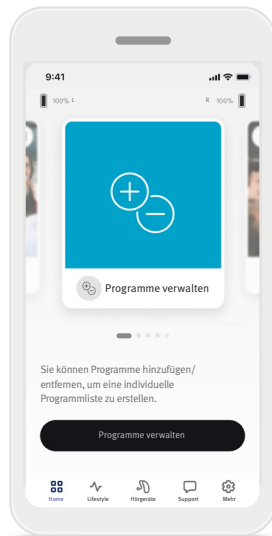 9:41
100% L
R 100%
Programme verwalten
Sie können Programme hinzufügen/
entfernen, um eine individuelle
Programmliste zu erstellen.
Programme verwalten
Home Lifestyle Hörgeräte Support Mehr